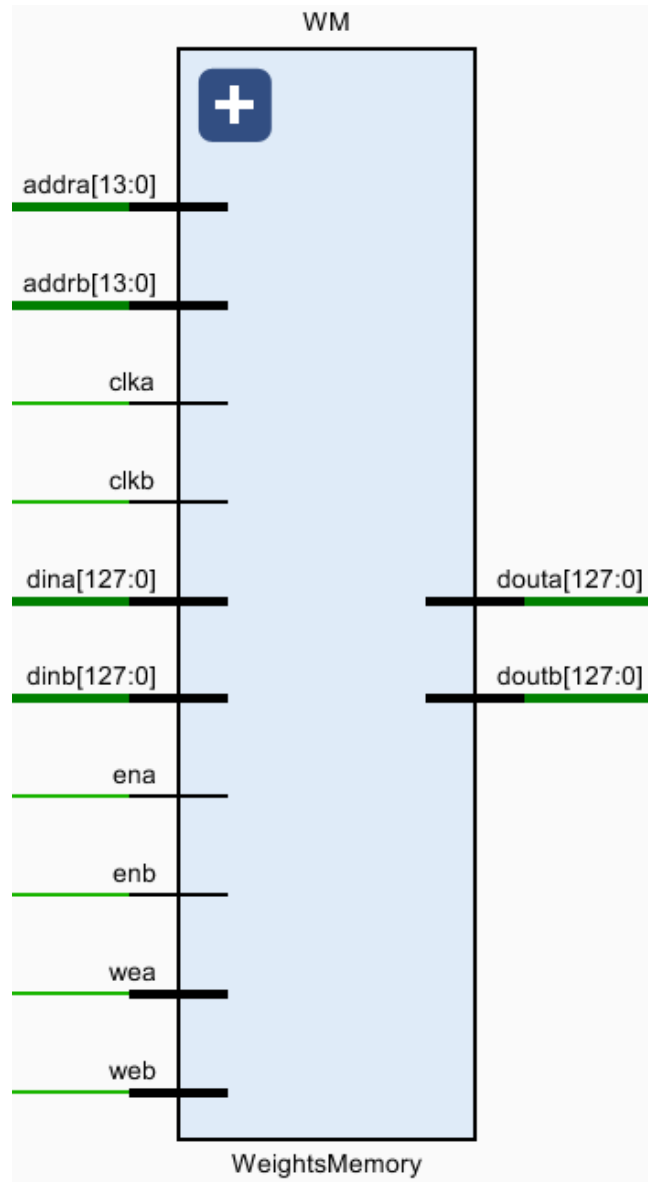 WM
addra[13:0]
addrb[13:0]
clka
clkb
dina[127:0]
douta[127:0]
dinb[127:0]
doutb[127:0]
ena
enb
wea
web
WeightsMemory